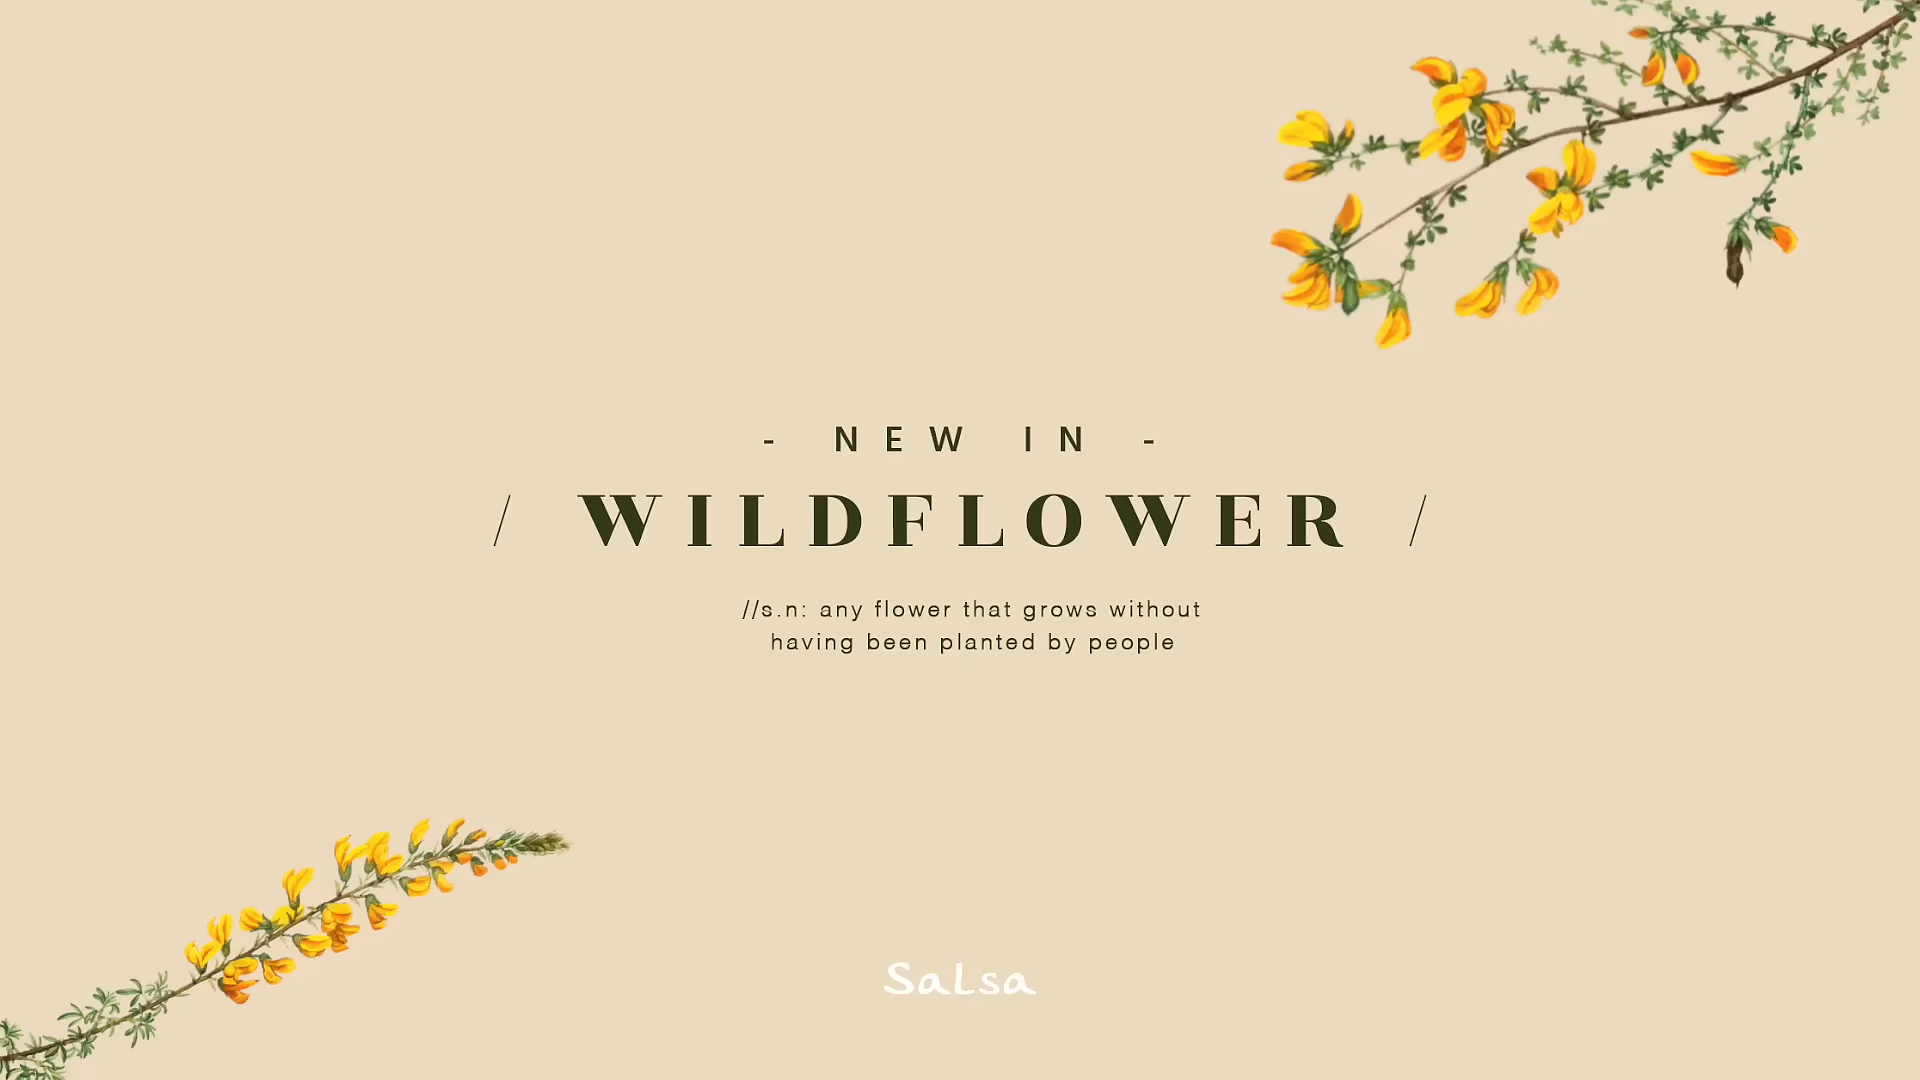 - NEW IN -
/ WILDFLOWER /
//s.n: any flower that grows without
having been planted by people
Salsa